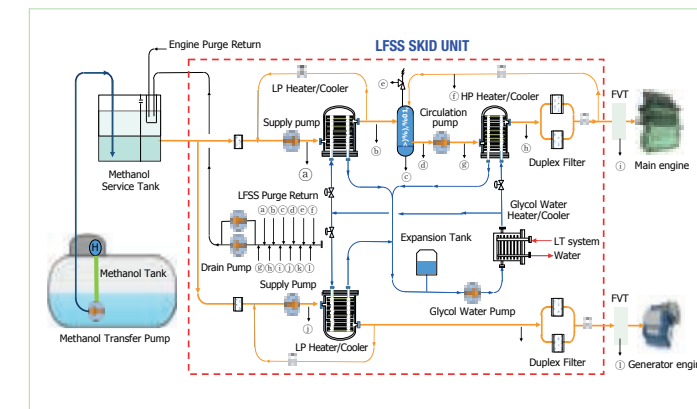 LFSS SKID UNIT
Engine Purge Return
LP Heater/Cooler
ⓔ
ⓕ
HP Heater/Cooler
FVT
Supply pump
Circulation
pump
ⓐ
ⓑ
ⓒ
ⓓ
ⓖ
ⓗ
Duplex Filter
ⓘ
Main engine
Methanol
Service Tank
LFSS Purge Return
ⓐ ⓑ ⓒ ⓓ ⓔ ⓕ
Glycol Water
Heater/Cooler
Expansion Tank
LT system
Water
H
Methanol Tank
Drain Pump
ⓖ ⓗ ⓘ ⓙ ⓚ ⓛ
Supply Pump
Glycol Water Pump
FVT
ⓙ
Methanol Transfer Pump
LP Heater/Cooler
Duplex Filter
Generator engin